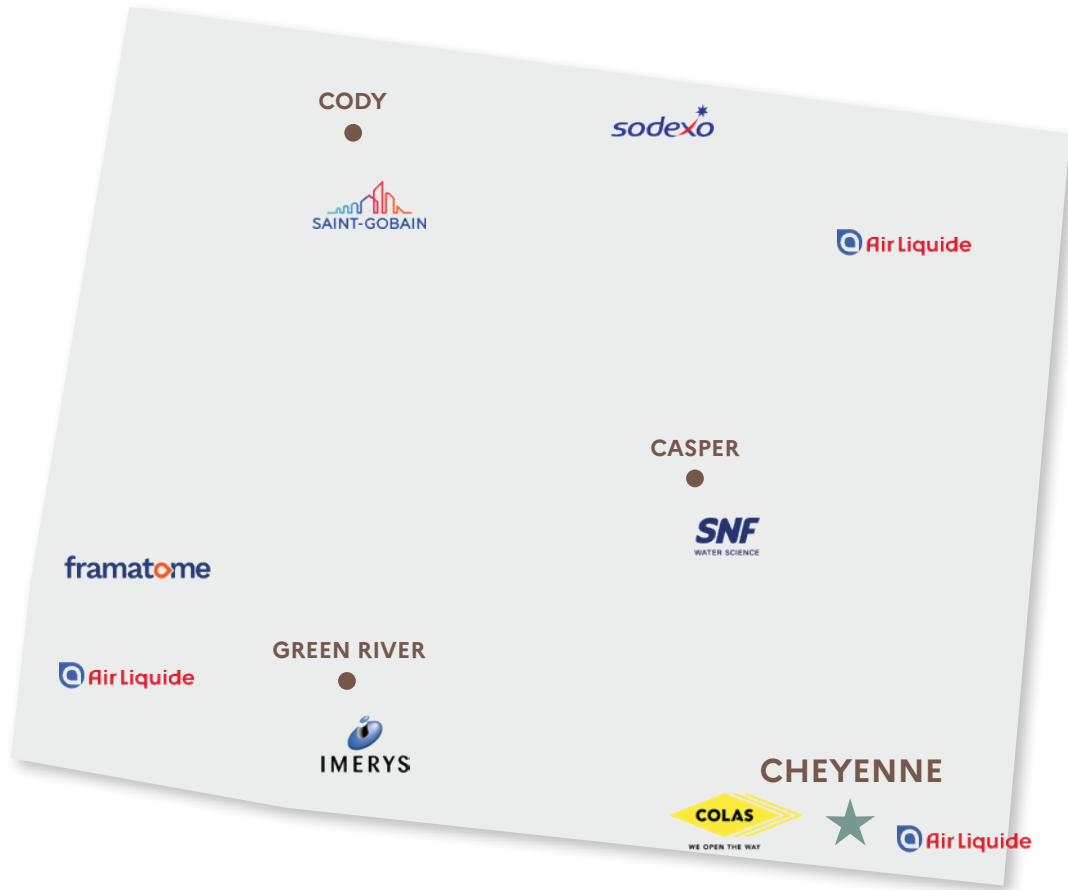 CODY
sodexo
SAINT-GOBAIN
Air Liquide
CASPER
SNF
WATER SCIENCE
framatome
GREEN RIVER
Air Liquide
IMERYS
CHEYENNE
COLAS
WE OPEN THE WAY
Air Liquide